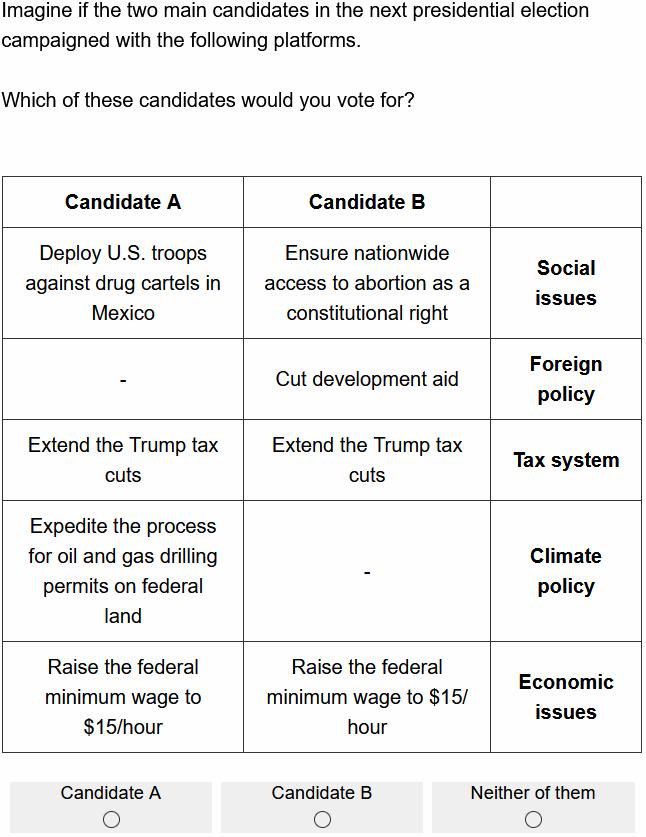 Imagine if the two main candidates in the next presidential election
campaigned with the following platforms.
Which of these candidates would you vote for?
Candidate A Candidate B
Deploy U.S. troops
against drug cartels in
Mexico
Ensure nationwide
access to abortion as a
constitutional right
Social
issues
-
Cut development aid
Foreign
policy
Extend the Trump tax
cuts
Extend the Trump tax
cuts
Tax system
Expedite the process
for oil and gas drilling
permits on federal
land
-
Climate
policy
Raise the federal
minimum wage to
$15/hour
Raise the federal
minimum wage to $15/
hour
Economic
issues
Candidate A Candidate B Neither of them